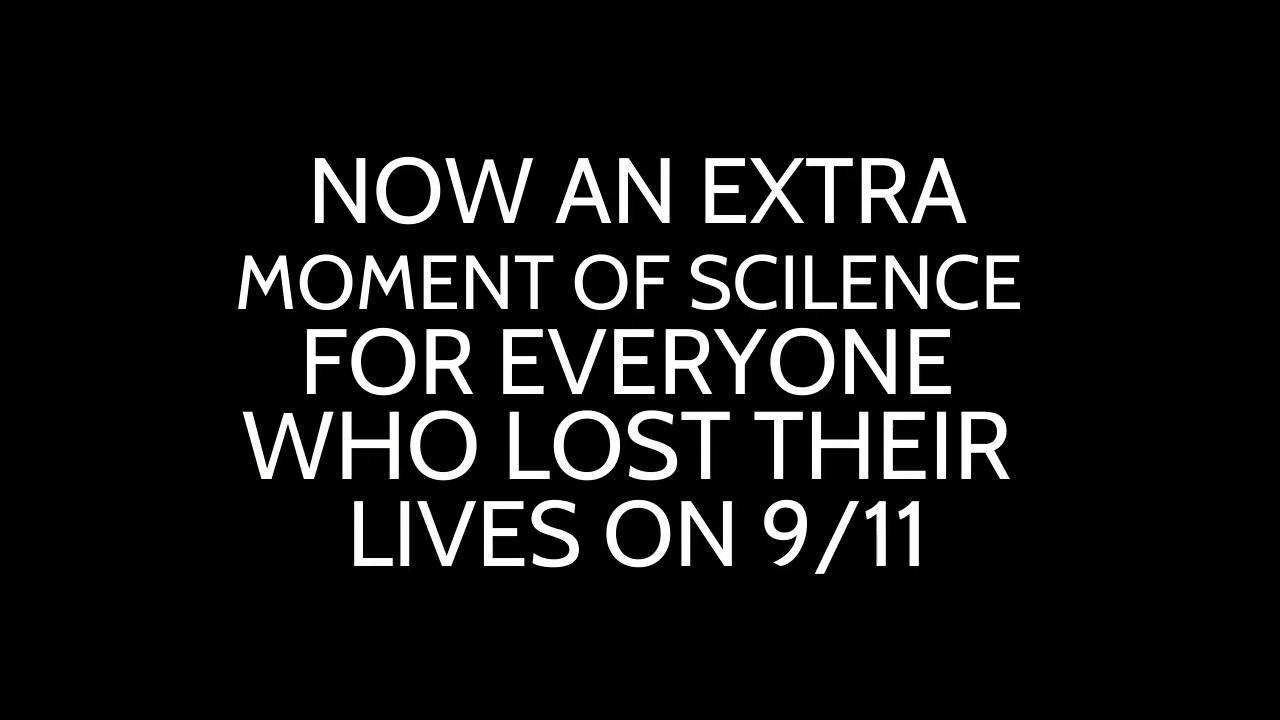 NOW AN EXTRA
MOMENT OF SCILENCE
FOR EVERYONE
WHO LOST THEIR
LIVES ON 9/11